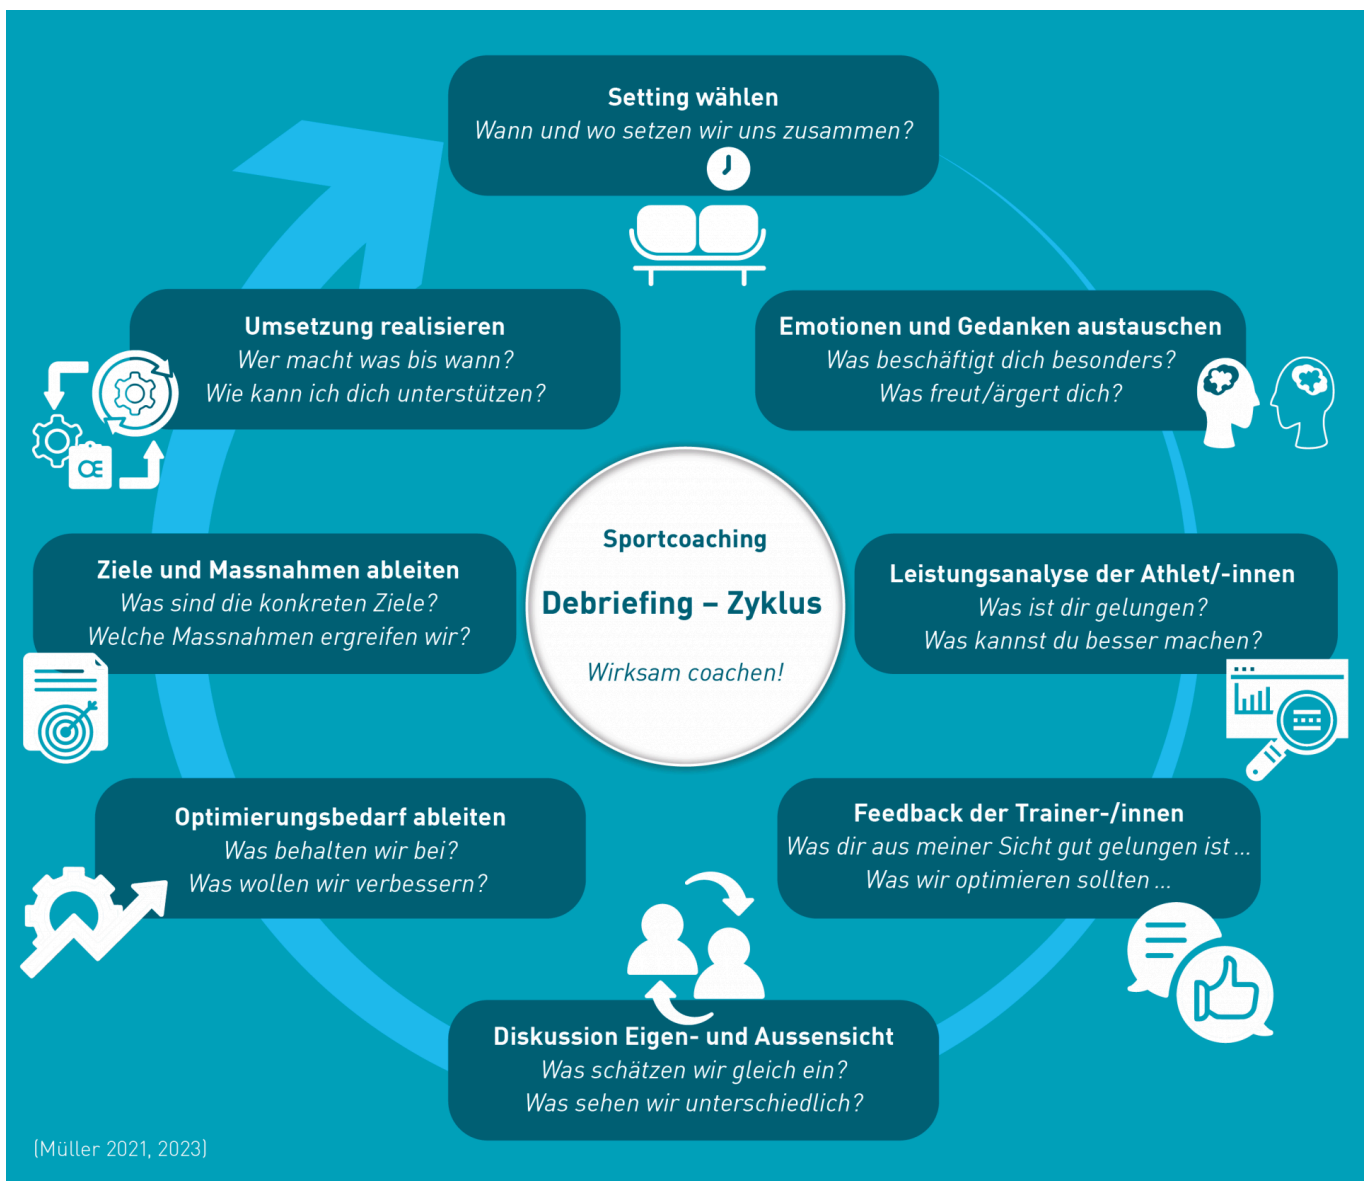 Setting wählen
Wann und wo setzen wir uns zusammen?
Emotionen und Gedanken austauschen
Was beschäftigt dich besonders?
Was freut/ärgert dich?
Leistungsanalyse der Athlet/-innen
Was ist dir gelungen?
Was kannst du besser machen?
Feedback der Trainer-/innen
Was dir aus meiner Sicht gut gelungen ist ...
Was wir optimieren sollten ...
Diskussion Eigen- und Aussensicht
Was schätzen wir gleich ein?
Was sehen wir unterschiedlich?
Optimierungsbedarf ableiten
Was behalten wir bei?
Was wollen wir verbessern?
Ziele und Massnahmen ableiten
Was sind die konkreten Ziele?
Welche Massnahmen ergreifen wir?
Umsetzung realisieren
Wer macht was bis wann?
Wie kann ich dich unterstützen?
Sportcoaching
Debriefing – Zyklus
Wirksam coachen!
(Müller 2021, 2023)